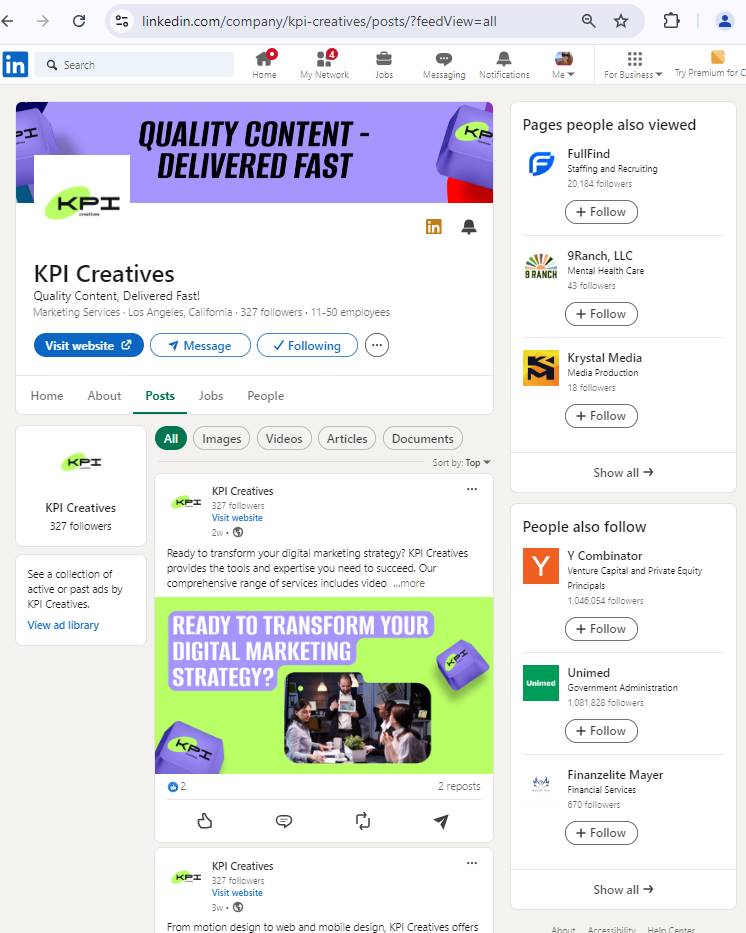 linkedin.com/company/kpi-creatives/posts/?feedView=all
in
Search
Home
4
My Network
Jobs
Messaging
Notifications
Me
For Business
Try Premium for
QUALITY CONTENT -
DELIVERED FAST
KPI
KPI
creatives
in
KPI Creatives
Quality Content, Delivered Fast!
Marketing Services · Los Angeles, California · 327 followers · 11-50 employees
Visit website
Message
Following
Home
About
Posts
Jobs
People
KPI
KPI Creatives
327 followers
See a collection of
active or past ads by
KPI Creatives.
View ad library
All
Images
Videos
Articles
Documents
Sort by: Top
KPI
KPI Creatives
327 followers
Visit website
2w •
Ready to transform your digital marketing strategy? KPI Creatives
provides the tools and expertise you need to succeed. Our
comprehensive range of services includes video ...more
READY TO TRANSFORM YOUR
DIGITAL MARKETING
STRATEGY?
KPI
KPI
2
2 reposts
KPI
KPI Creatives
327 followers
Visit website
3w •
From motion design to web and mobile design, KPI Creatives offers
Pages people also viewed
FullFind
Staffing and Recruiting
20,184 followers
+ Follow
9 RANCH
9Ranch, LLC
Mental Health Care
43 followers
+ Follow
Krystal Media
Media Production
18 followers
+ Follow
Show all →
People also follow
Y
Y Combinator
Venture Capital and Private Equity
Principals
1,046,054 followers
+ Follow
Unimed
Unimed
Government Administration
1,081,828 followers
+ Follow
Finanzelite Mayer
Financial Services
670 followers
+ Follow
Show all →
About Accessibility Help Center